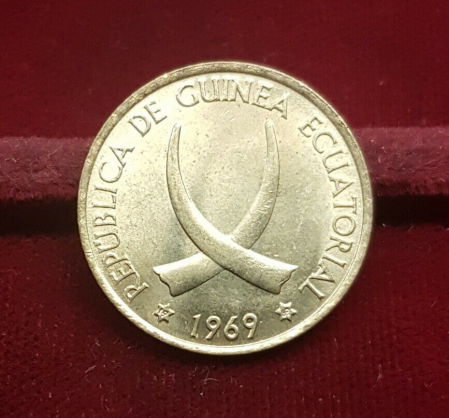 REPUBLICA DE GUINEA ECUATORIAL
1969